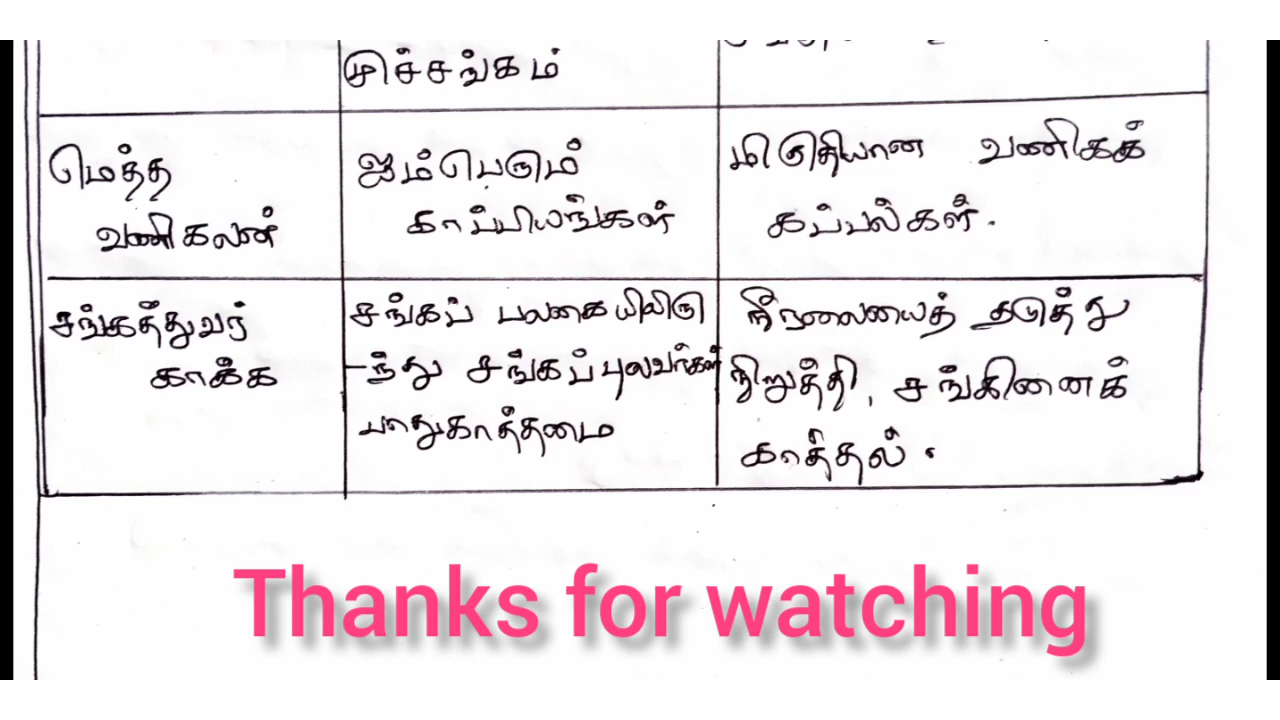 முச்சங்கம்
மெத்த
வணிகலன்
ஐம்பெரும்
காப்பியங்கள்
மிகுதியான வணிகக்
கப்பல்கள்.
சங்கத்தவர்
காக்க
சங்கப் பலகையிலிரு
-ந்து சங்கப்புலவர்கள்
பாதுகாத்தமை
நீரலையைத் தடுத்து
நிறுத்தி, சங்கினைக்
காத்தல்.
Thanks for watching